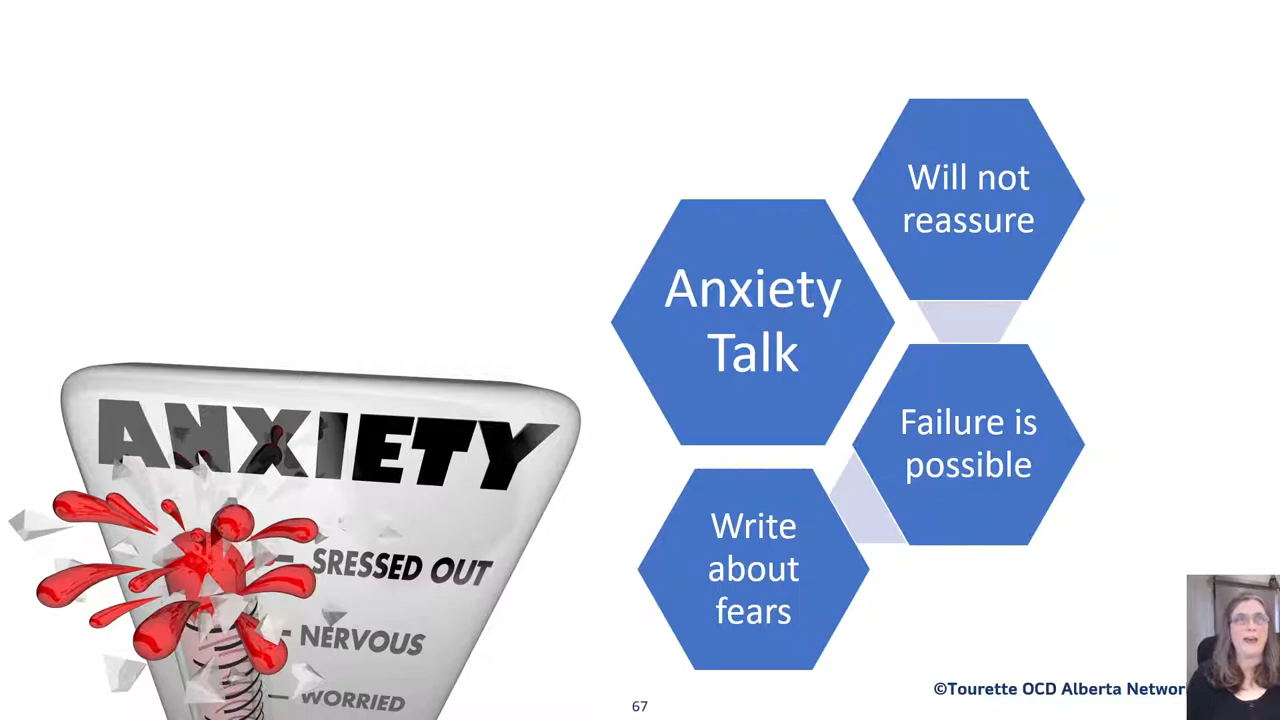 ANXIETY
SRESSED OUT
NERVOUS
WORRIED
Anxiety
Talk
Will not
reassure
Failure is
possible
Write
about
fears
67
©Tourette OCD Alberta Networ